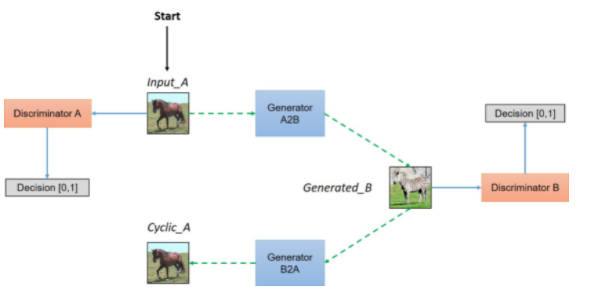 Start
Input_A
Discriminator A
Generator
A2B
Decision [0,1]
Decision [0,1]
Generated_B
Discriminator B
Cyclic_A
Generator
B2A